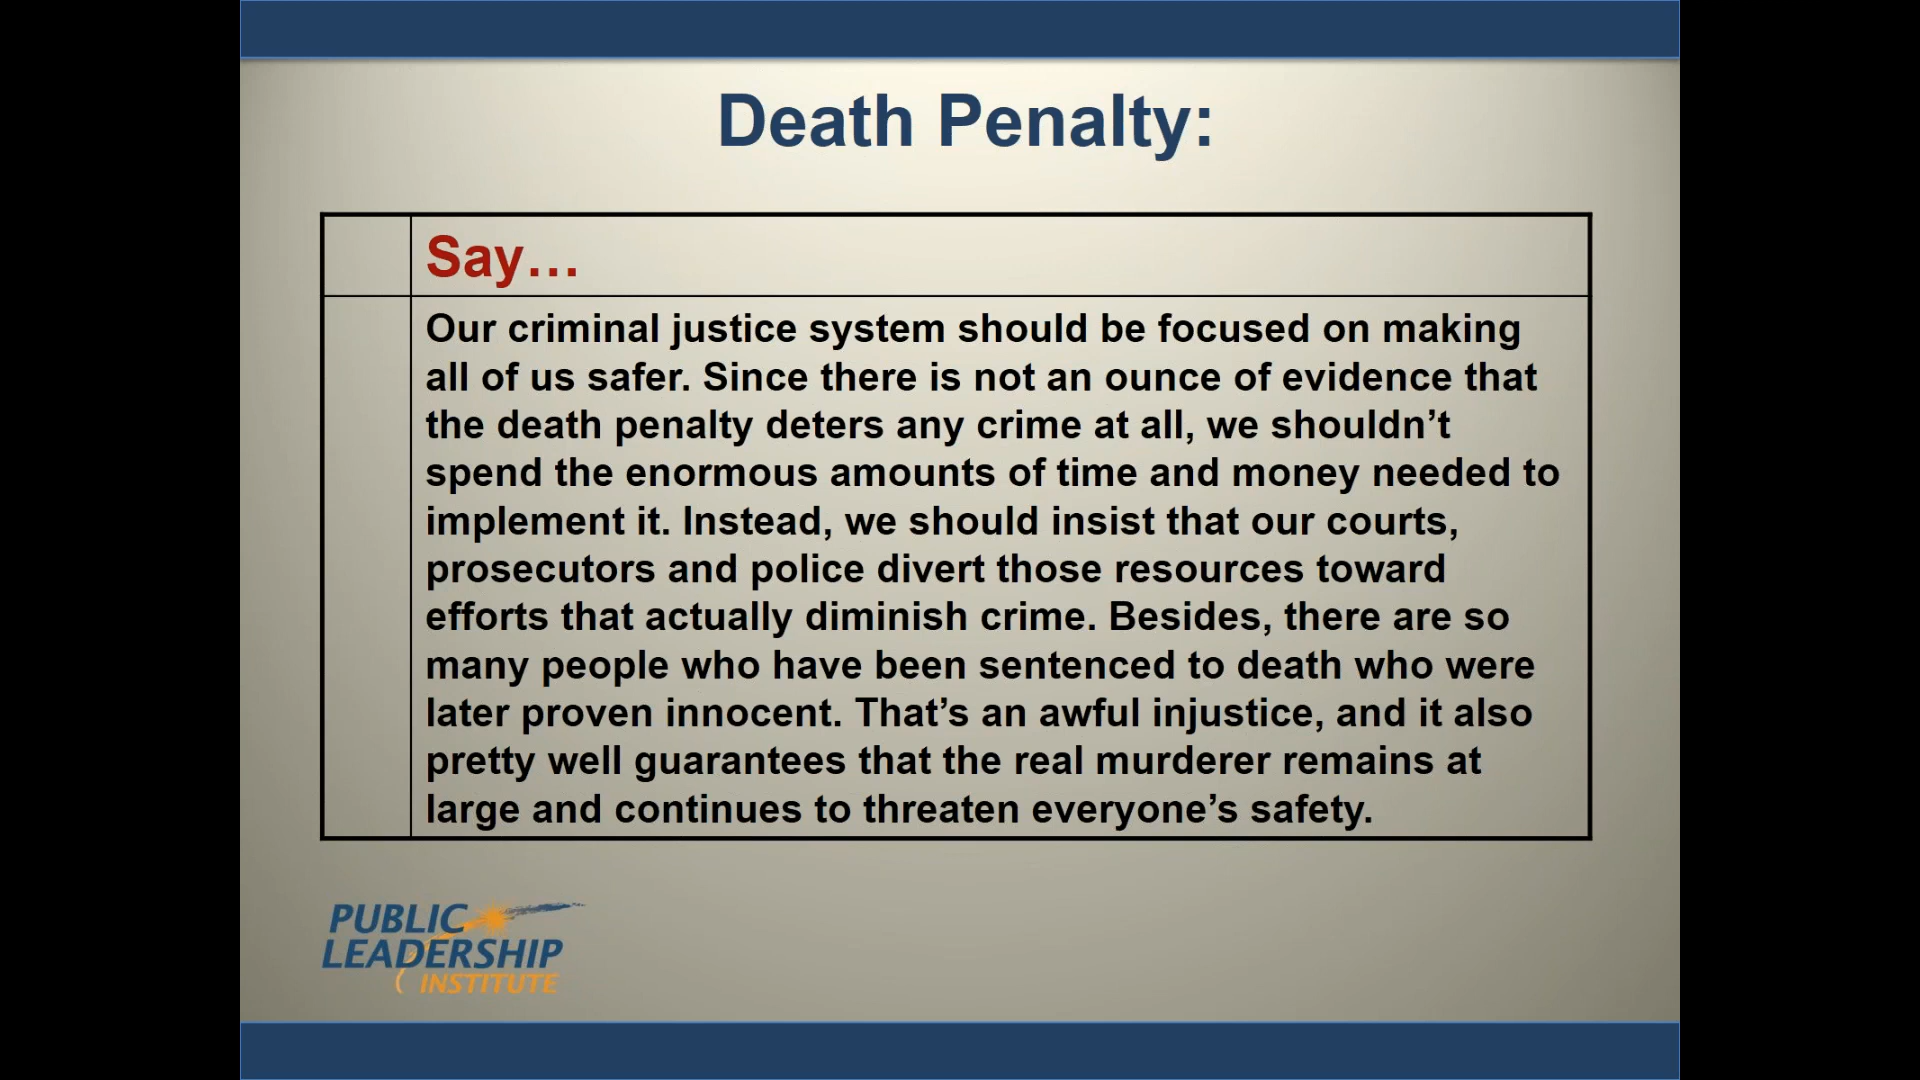 Death Penalty:
Say…
Our criminal justice system should be focused on making
all of us safer. Since there is not an ounce of evidence that
the death penalty deters any crime at all, we shouldn’t
spend the enormous amounts of time and money needed to
implement it. Instead, we should insist that our courts,
prosecutors and police divert those resources toward
efforts that actually diminish crime. Besides, there are so
many people who have been sentenced to death who were
later proven innocent. That’s an awful injustice, and it also
pretty well guarantees that the real murderer remains at
large and continues to threaten everyone’s safety.
PUBLIC
LEADERSHIP
INSTITUTE